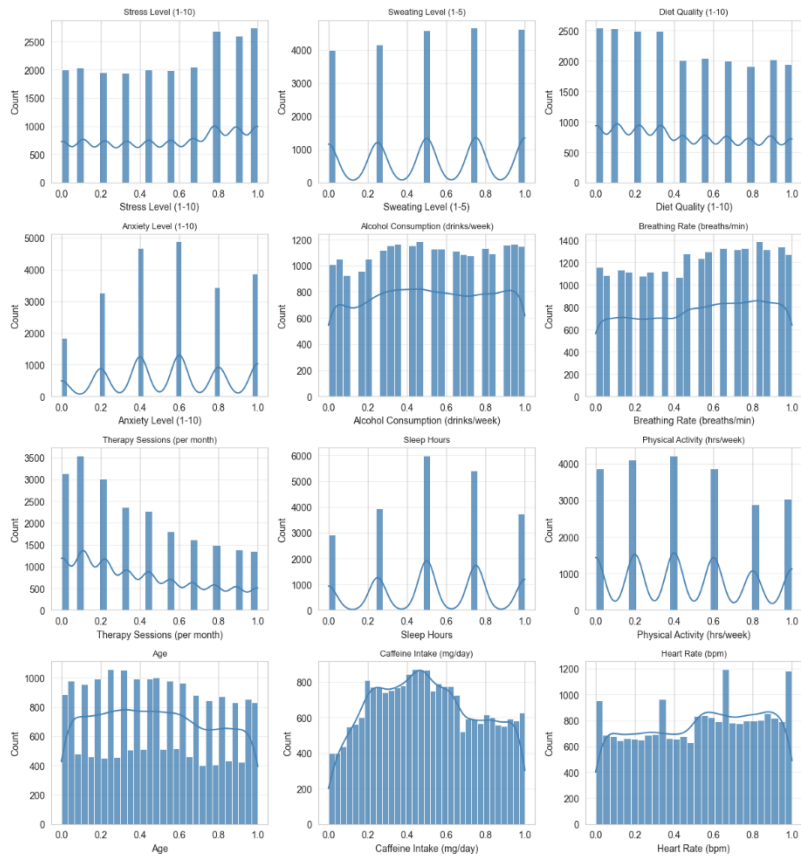 Stress Level (1-10) Sweating Level (1-5) Diet Quality (1-10)
2500
2000
1500
1000
500
0
Count
0.0 0.2 0.4 0.6 0.8 1.0
Stress Level (1-10)
4000
3000
2000
1000
0
Count
0.0 0.2 0.4 0.6 0.8 1.0
Sweating Level (1-5)
2500
2000
1500
1000
500
0
Count
0.0 0.2 0.4 0.6 0.8 1.0
Diet Quality (1-10)
Anxiety Level (1-10) Alcohol Consumption (drinks/week) Breathing Rate (breaths/min)
5000
4000
3000
2000
1000
0
Count
0.0 0.2 0.4 0.6 0.8 1.0
Anxiety Level (1-10)
1200
1000
800
600
400
200
0
Count
0.0 0.2 0.4 0.6 0.8 1.0
Alcohol Consumption (drinks/week)
1400
1200
1000
800
600
400
200
0
Count
0.0 0.2 0.4 0.6 0.8 1.0
Breathing Rate (breaths/min)
Therapy Sessions (per month) Sleep Hours Physical Activity (hrs/week)
3500
3000
2500
2000
1500
1000
500
0
Count
0.0 0.2 0.4 0.6 0.8 1.0
Therapy Sessions (per month)
6000
5000
4000
3000
2000
1000
0
Count
0.0 0.2 0.4 0.6 0.8 1.0
Sleep Hours
4000
3000
2000
1000
0
Count
0.0 0.2 0.4 0.6 0.8 1.0
Physical Activity (hrs/week)
Age Caffeine Intake (mg/day) Heart Rate (bpm)
1000
800
600
400
200
0
Count
0.0 0.2 0.4 0.6 0.8 1.0
Age
800
600
400
200
0
Count
0.0 0.2 0.4 0.6 0.8 1.0
Caffeine Intake (mg/day)
1200
1000
800
600
400
200
0
Count
0.0 0.2 0.4 0.6 0.8 1.0
Heart Rate (bpm)